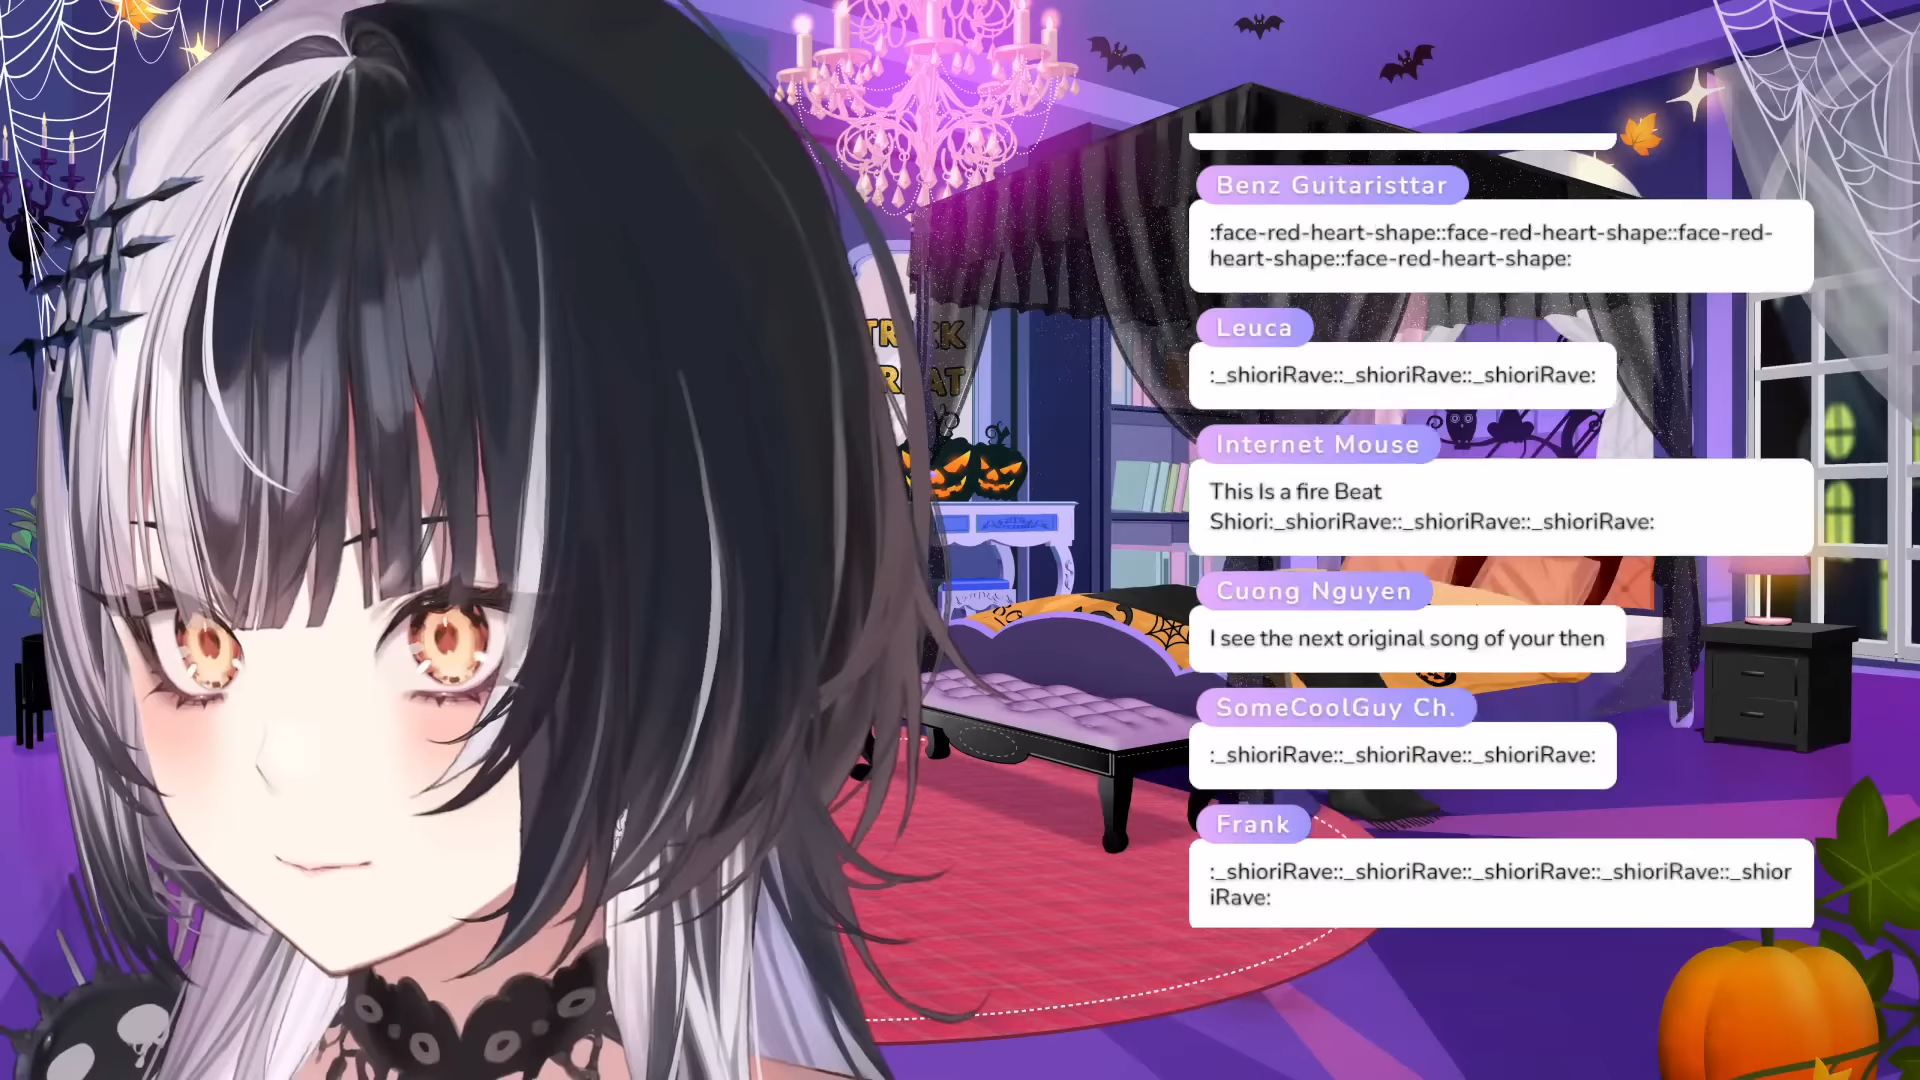 TRICK
TREAT
Benz Guitaristtar
:face-red-heart-shape::face-red-heart-shape::face-red-
heart-shape::face-red-heart-shape:
Leuca
:_shioriRave::_shioriRave::_shioriRave:
Internet Mouse
This Is a fire Beat
Shiori:_shioriRave::_shioriRave::_shioriRave:
Cuong Nguyen
I see the next original song of your then
SomeCoolGuy Ch.
:_shioriRave::_shioriRave::_shioriRave:
Frank
:_shioriRave::_shioriRave::_shioriRave::_shioriRave::_shior
iRave: